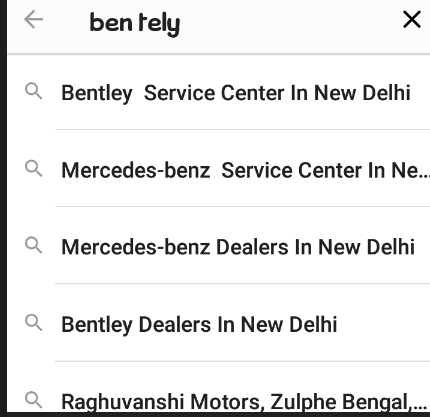 ben tely
Bentley Service Center In New Delhi
Mercedes-benz Service Center In Ne...
Mercedes-benz Dealers In New Delhi
Bentley Dealers In New Delhi
Raghuvanshi Motors, Zulphe Bengal,...